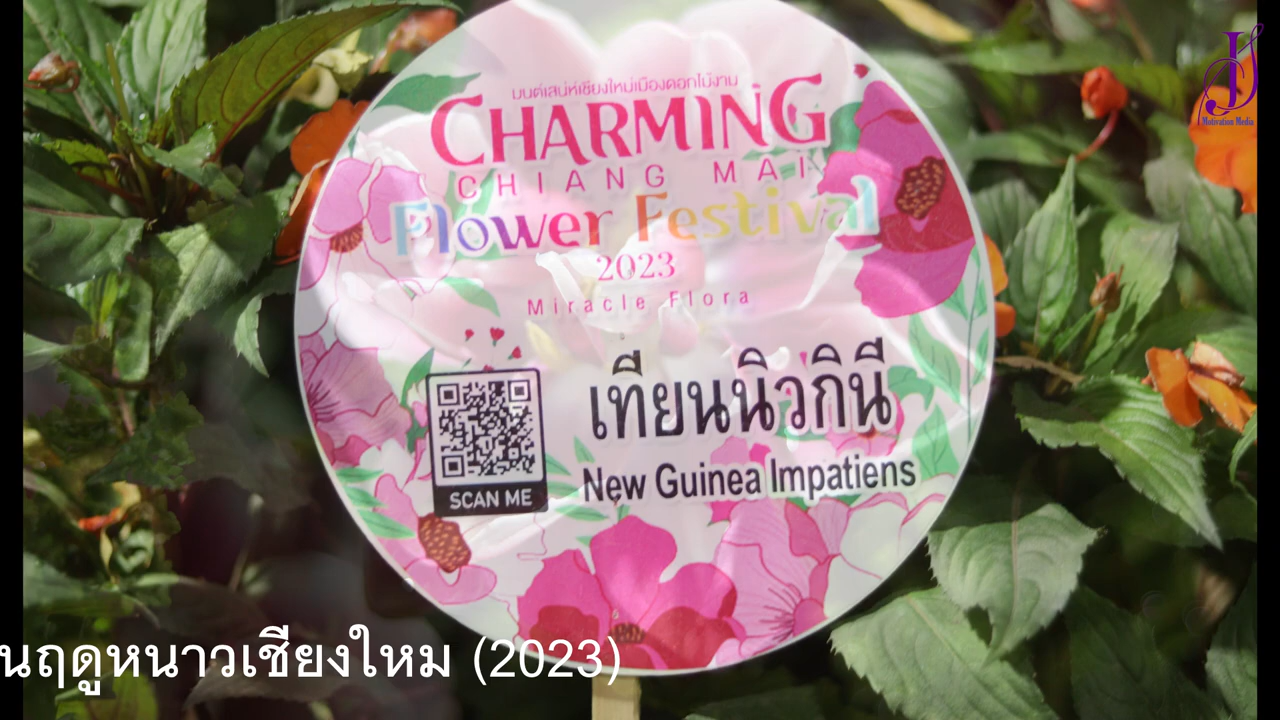 มนต์เสน่ห์เชียงใหม่เมืองดอกไม้งาม
CHARMING
CHIANG MAI
Flower Festival
2023
Miracle Flora
เทียนนิวกินี
New Guinea Impatiens
SCAN ME
นฤดูหนาวเชียงใหม (2023)
JS
Motivation Media